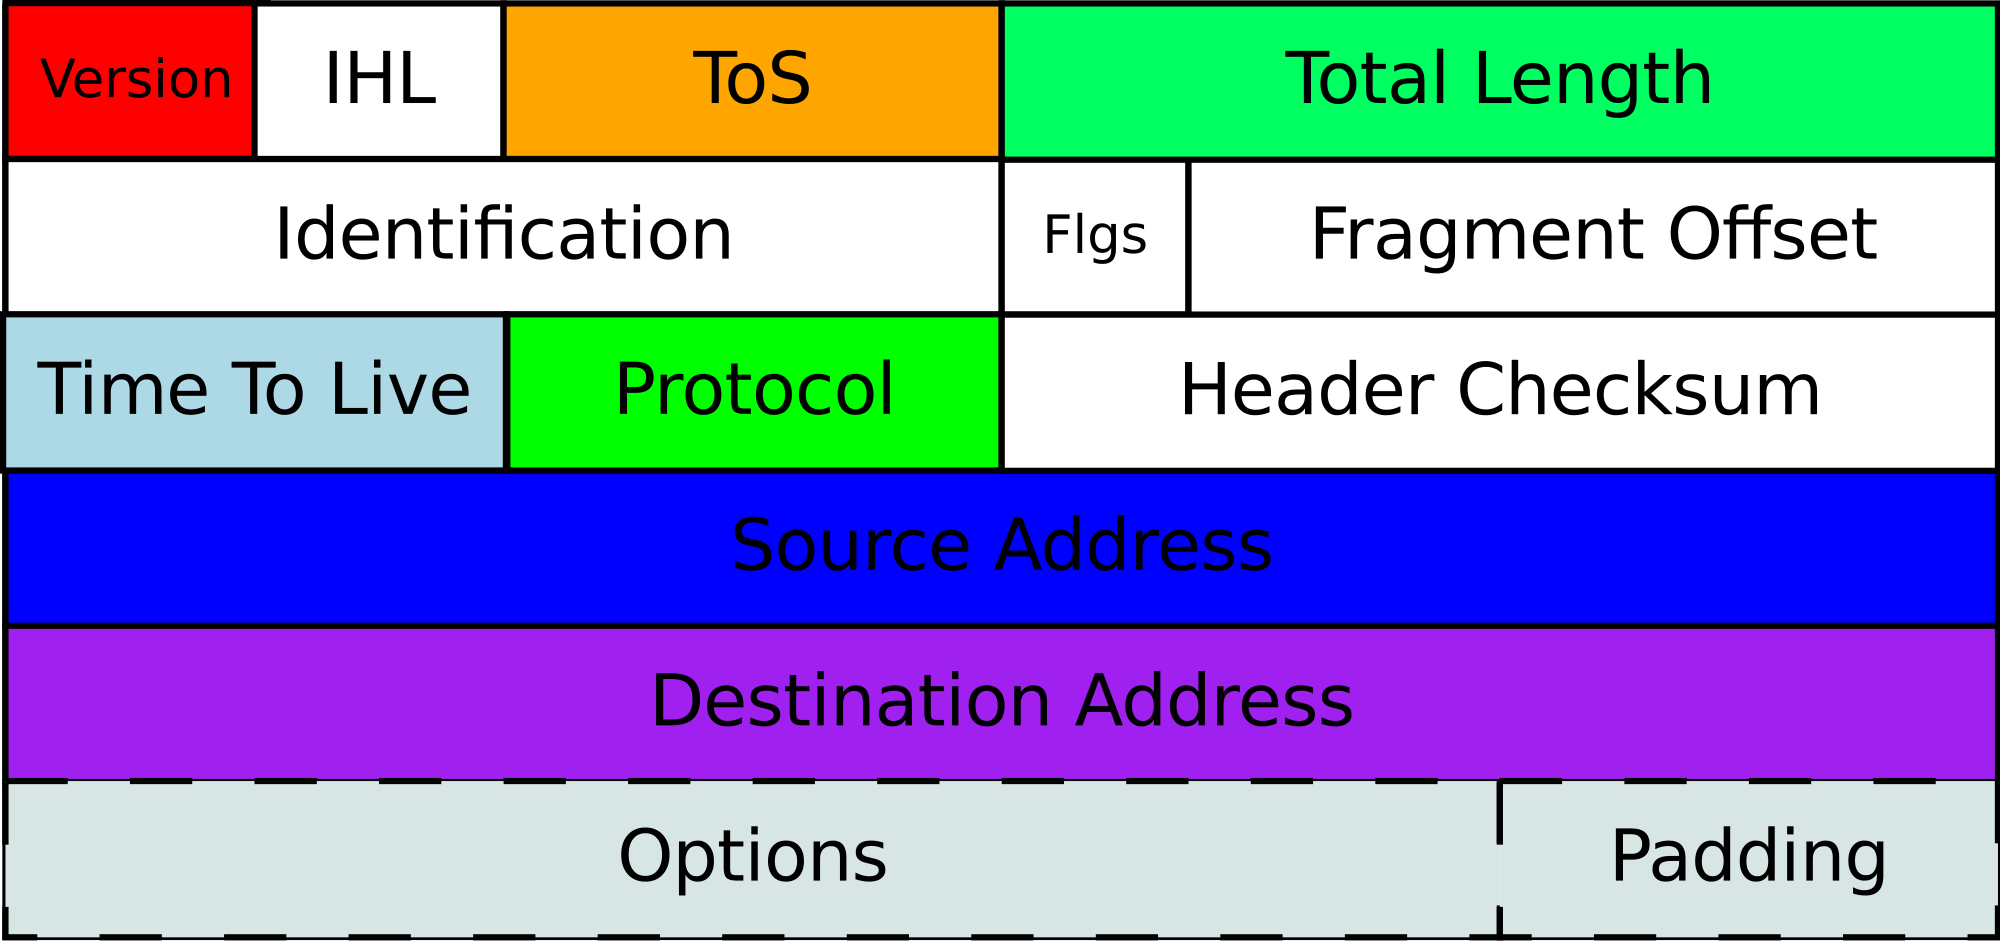 Version IHL ToS Total Length
Identification Flgs Fragment Offset
Time To Live Protocol Header Checksum
Source Address
Destination Address
Options Padding